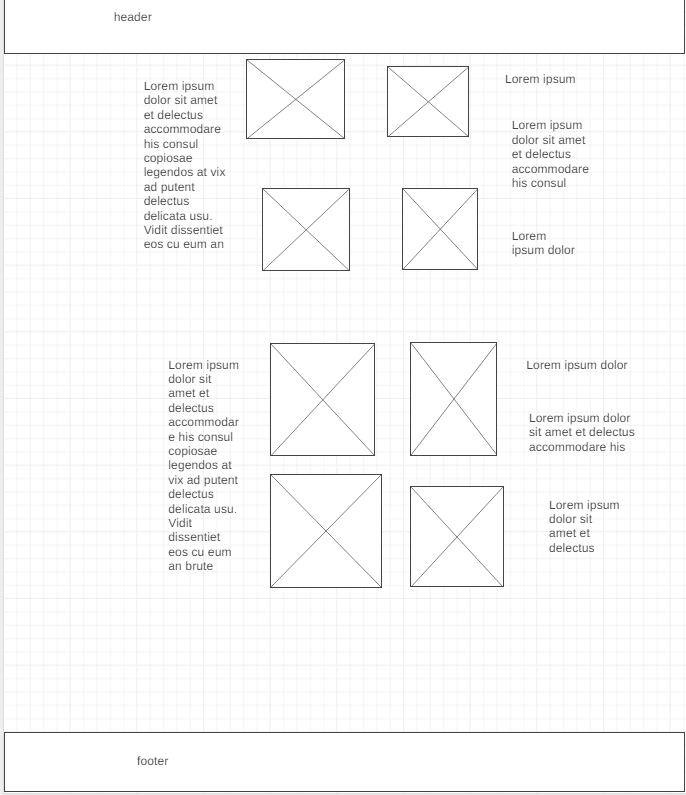 header
Lorem ipsum
dolor sit amet
et delectus
accommodare
his consul
copiosae
legendos at vix
ad putent
delectus
delicata usu.
Vidit dissentiet
eos cu eum an
Lorem ipsum
Lorem ipsum
dolor sit amet
et delectus
accommodare
his consul
Lorem
ipsum dolor
Lorem ipsum
dolor sit
amet et
delectus
accommodar
e his consul
copiosae
legendos at
vix ad putent
delectus
delicata usu.
Vidit
dissentiet
eos cu eum
an brute
Lorem ipsum dolor
Lorem ipsum dolor
sit amet et delectus
accommodare his
Lorem ipsum
dolor sit
amet et
delectus
footer